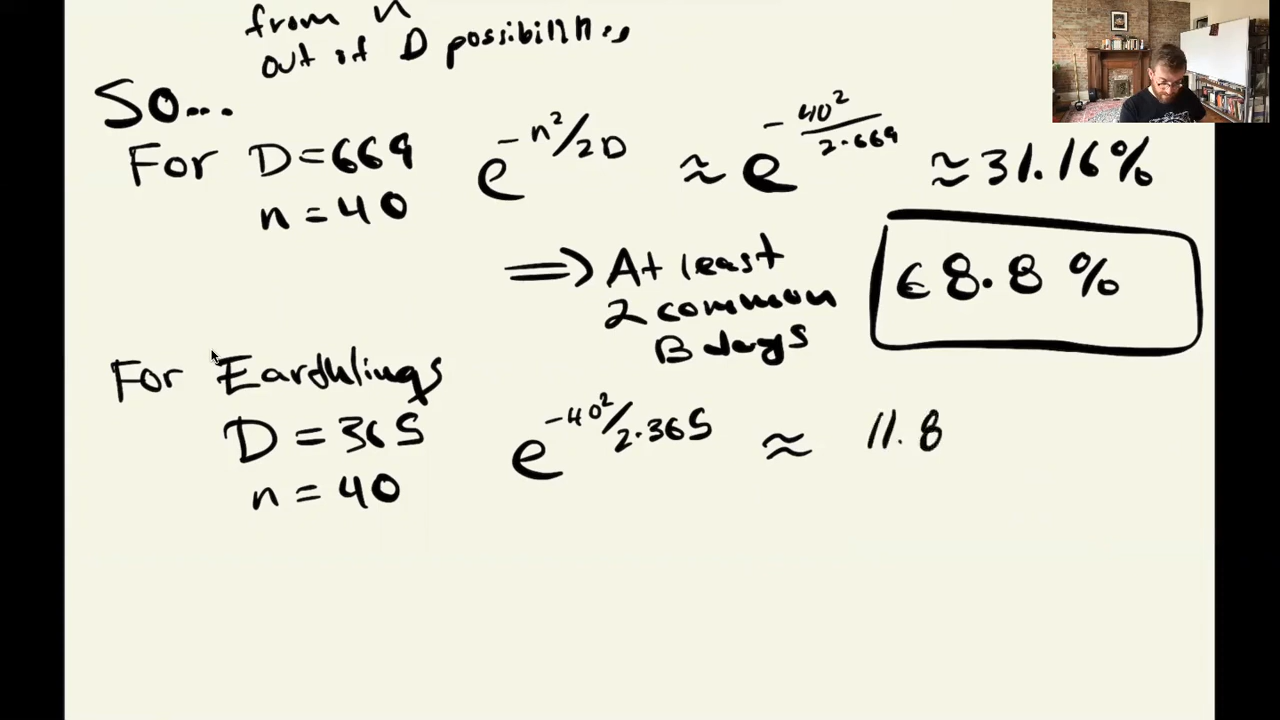 from n
out of D possibilities
So...
For D=669 e^-n²/2D ≈ e^-40²/2·669 ≈ 31.16%
n=40
⟹ At least 2 common B days
68.8 %
For Earthlings
D = 365 e^-40²/2·365 ≈ 11.8
n = 40